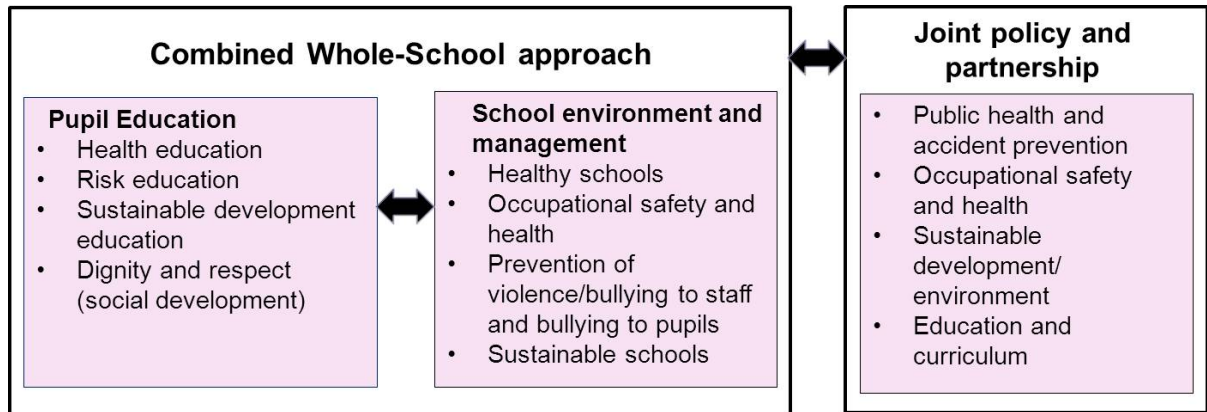 Combined Whole-School approach
Pupil Education
• Health education
• Risk education
• Sustainable development
education
• Dignity and respect
(social development)
School environment and
management
• Healthy schools
• Occupational safety and
health
• Prevention of
violence/bullying to staff
and bullying to pupils
• Sustainable schools
Joint policy and
partnership
• Public health and
accident prevention
• Occupational safety
and health
• Sustainable
development/
environment
• Education and
curriculum